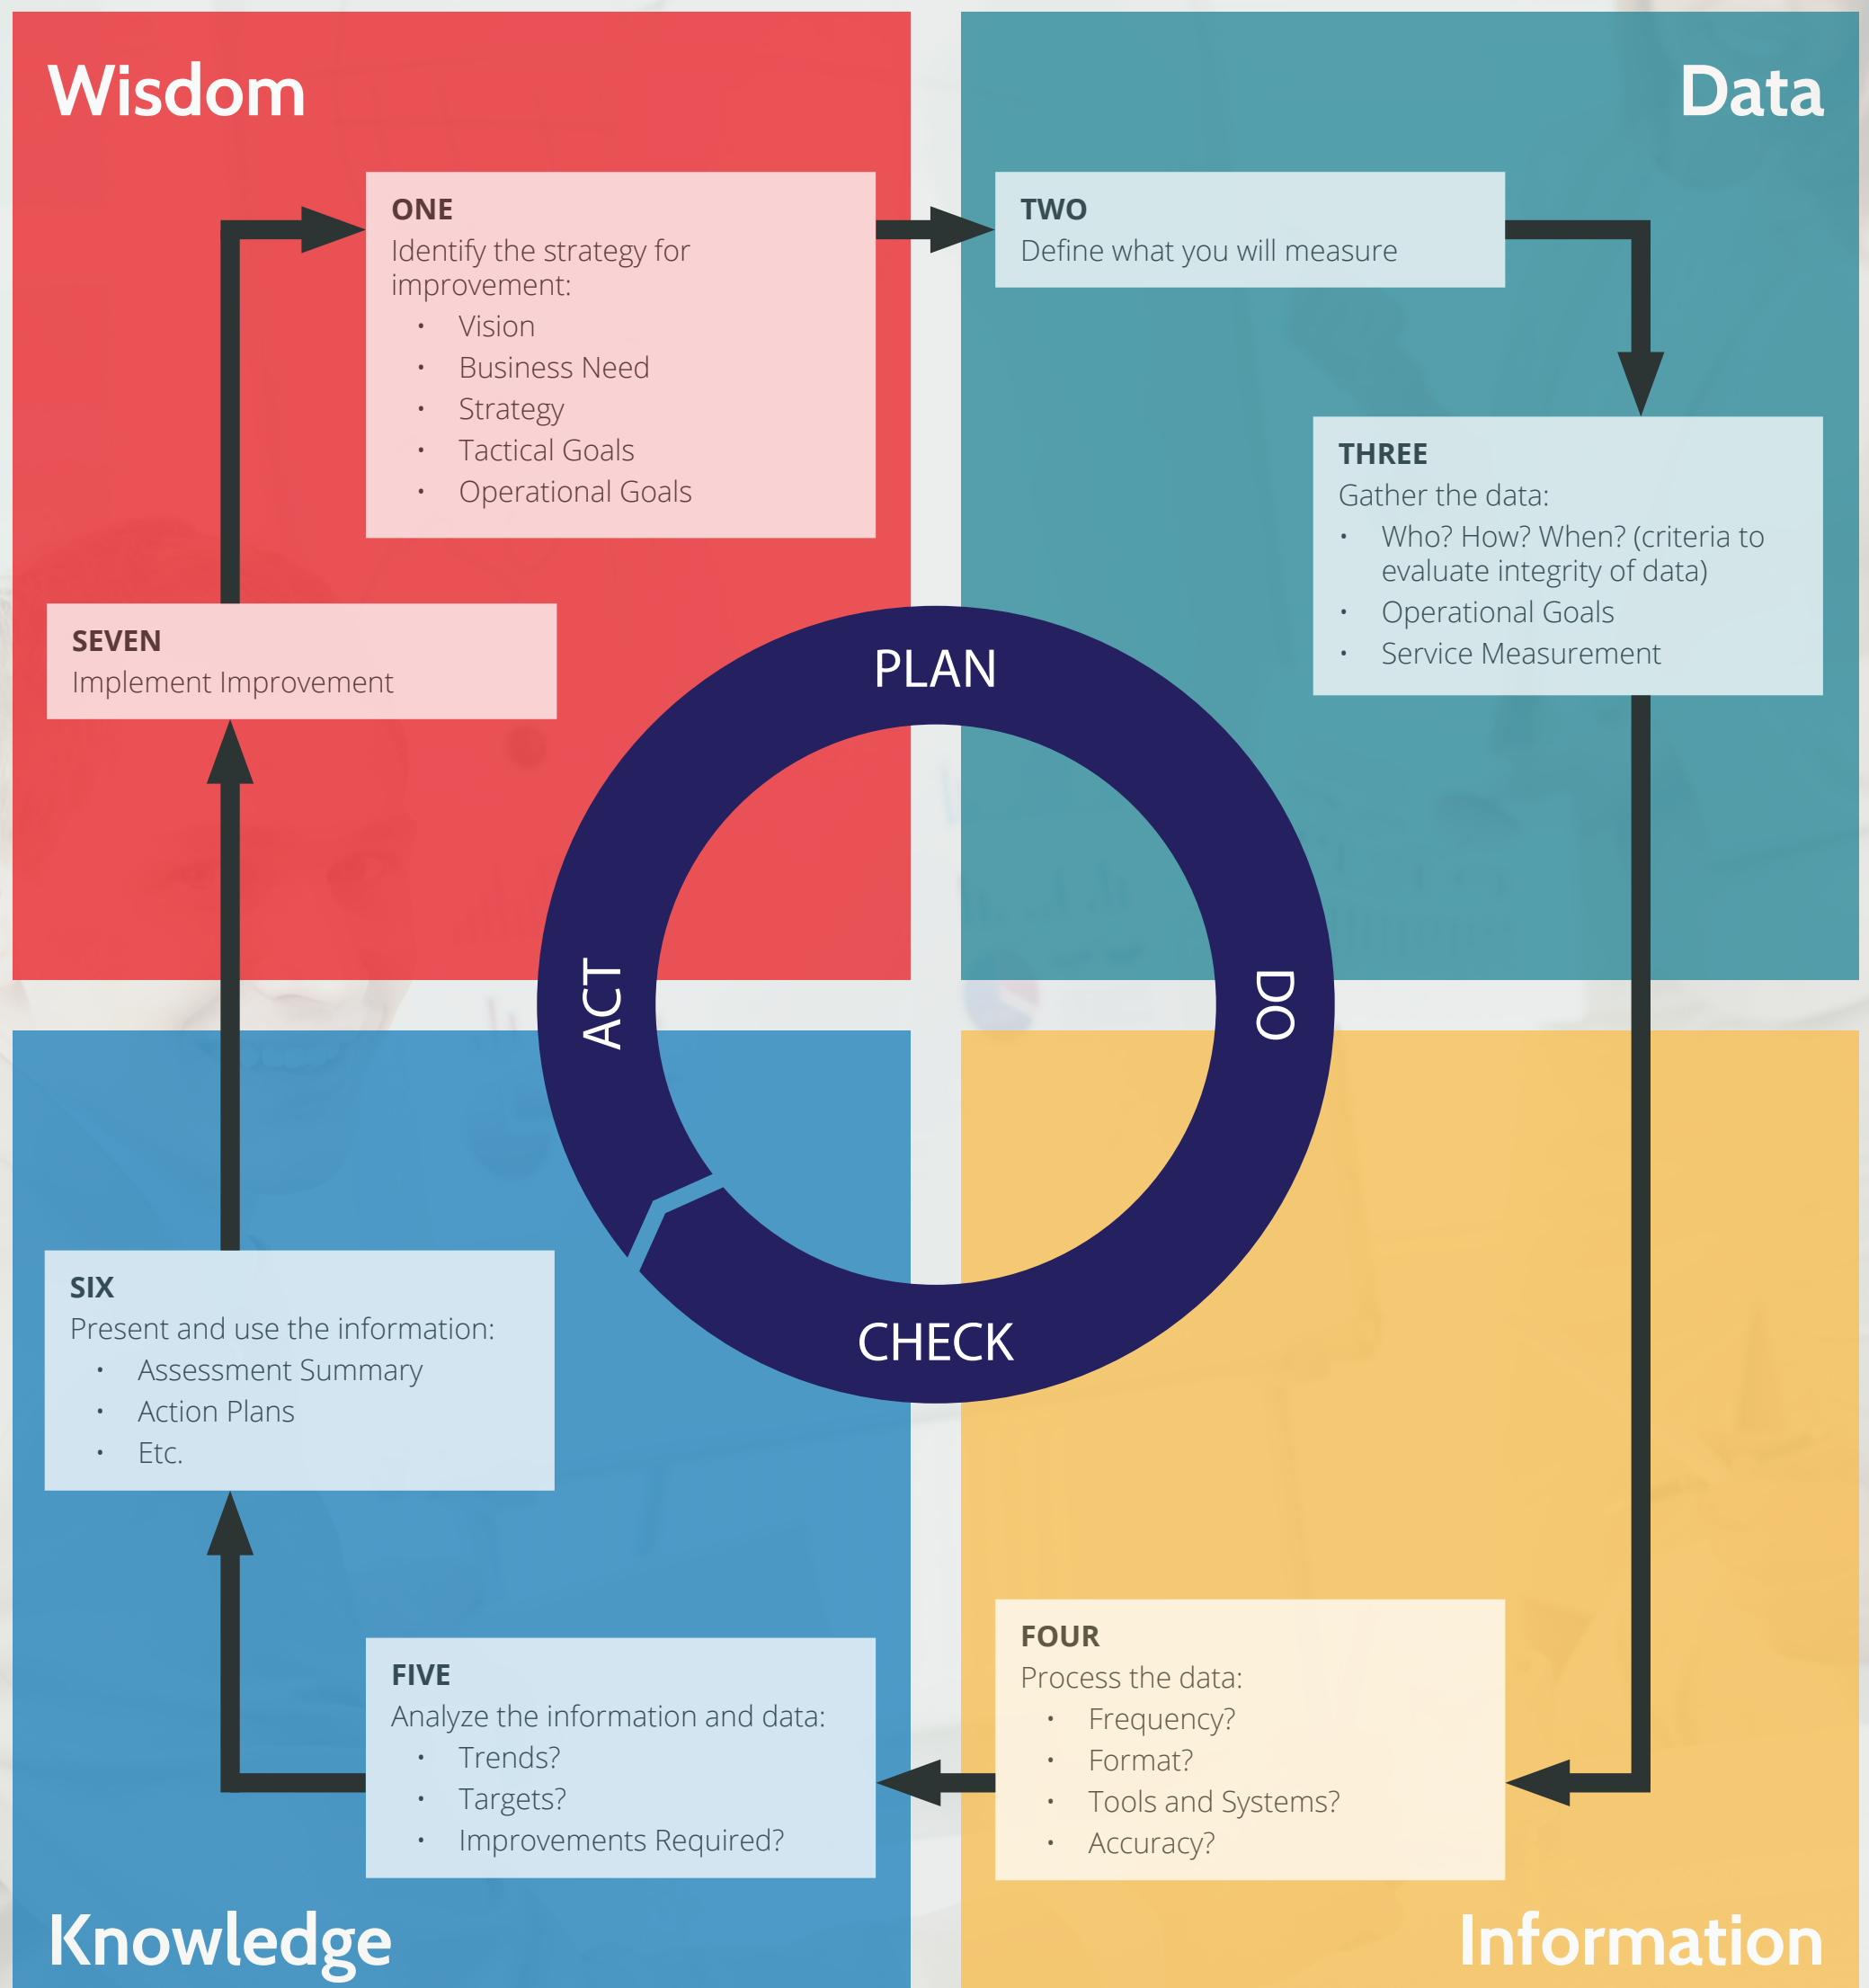 Wisdom
Data
ONE
Identify the strategy for
improvement:
• Vision
• Business Need
• Strategy
• Tactical Goals
• Operational Goals
TWO
Define what you will measure
THREE
Gather the data:
• Who? How? When? (criteria to
evaluate integrity of data)
• Operational Goals
• Service Measurement
SEVEN
Implement Improvement
PLAN
DO
CHECK
ACT
SIX
Present and use the information:
• Assessment Summary
• Action Plans
• Etc.
FIVE
Analyze the information and data:
• Trends?
• Targets?
• Improvements Required?
FOUR
Process the data:
• Frequency?
• Format?
• Tools and Systems?
• Accuracy?
Knowledge
Information